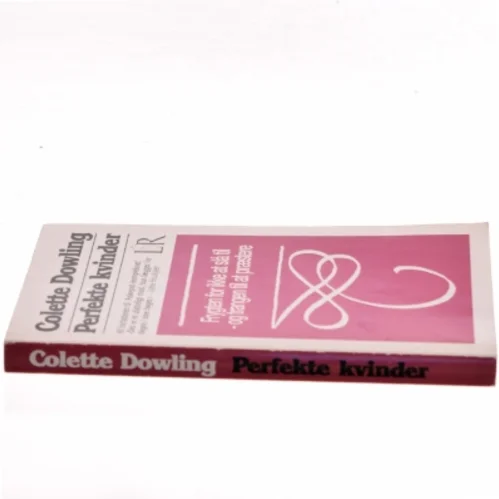 Colette Dowling
Perfekte kvinder
LR
Frygten for ikke at slå til
- og trangen til at præstere
Colette Dowling Perfekte kvinder